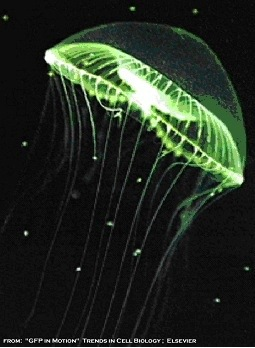 FROM: "GFP IN MOTION" TRENDS IN CELL BIOLOGY; ELSEVIER